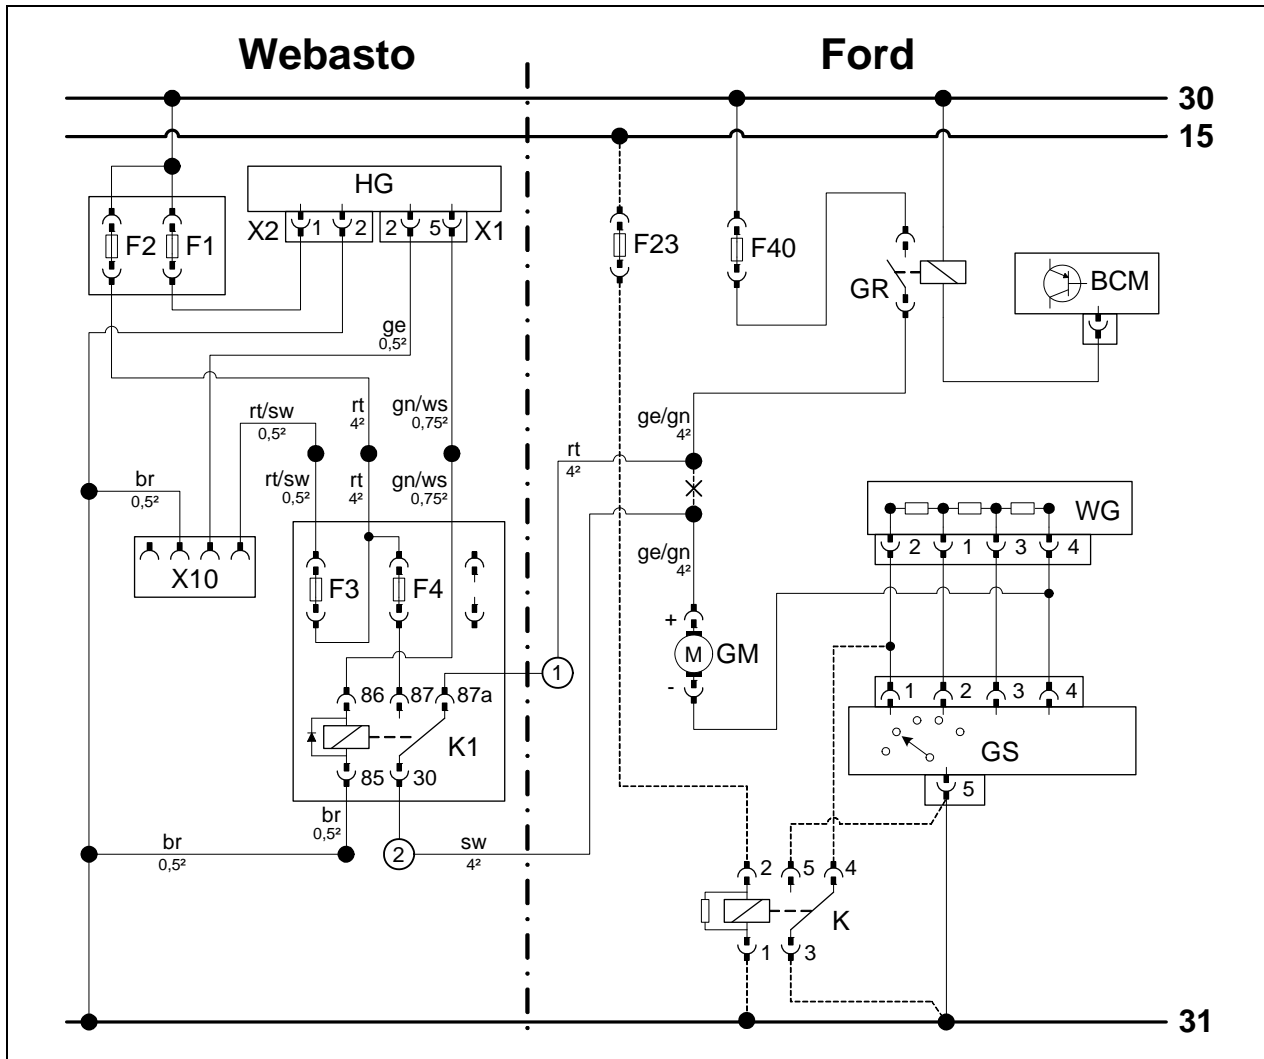 Webasto
Ford
30
15
HG
X2
1
2
2
5
X1
F2
F1
F23
F40
GR
BCM
ge
0,5²
rt/sw
0,5²
rt
4²
gn/ws
0,75²
ge/gn
4²
rt
4²
br
0,5²
rt/sw
0,5²
rt
4²
gn/ws
0,75²
WG
2
1
3
4
X10
F3
F4
ge/gn
4²
+
M
GM
-
1
86
87
87a
1
2
3
4
K1
GS
85
30
5
br
0,5²
br
0,5²
2
sw
4²
2
5
4
K
1
3
31